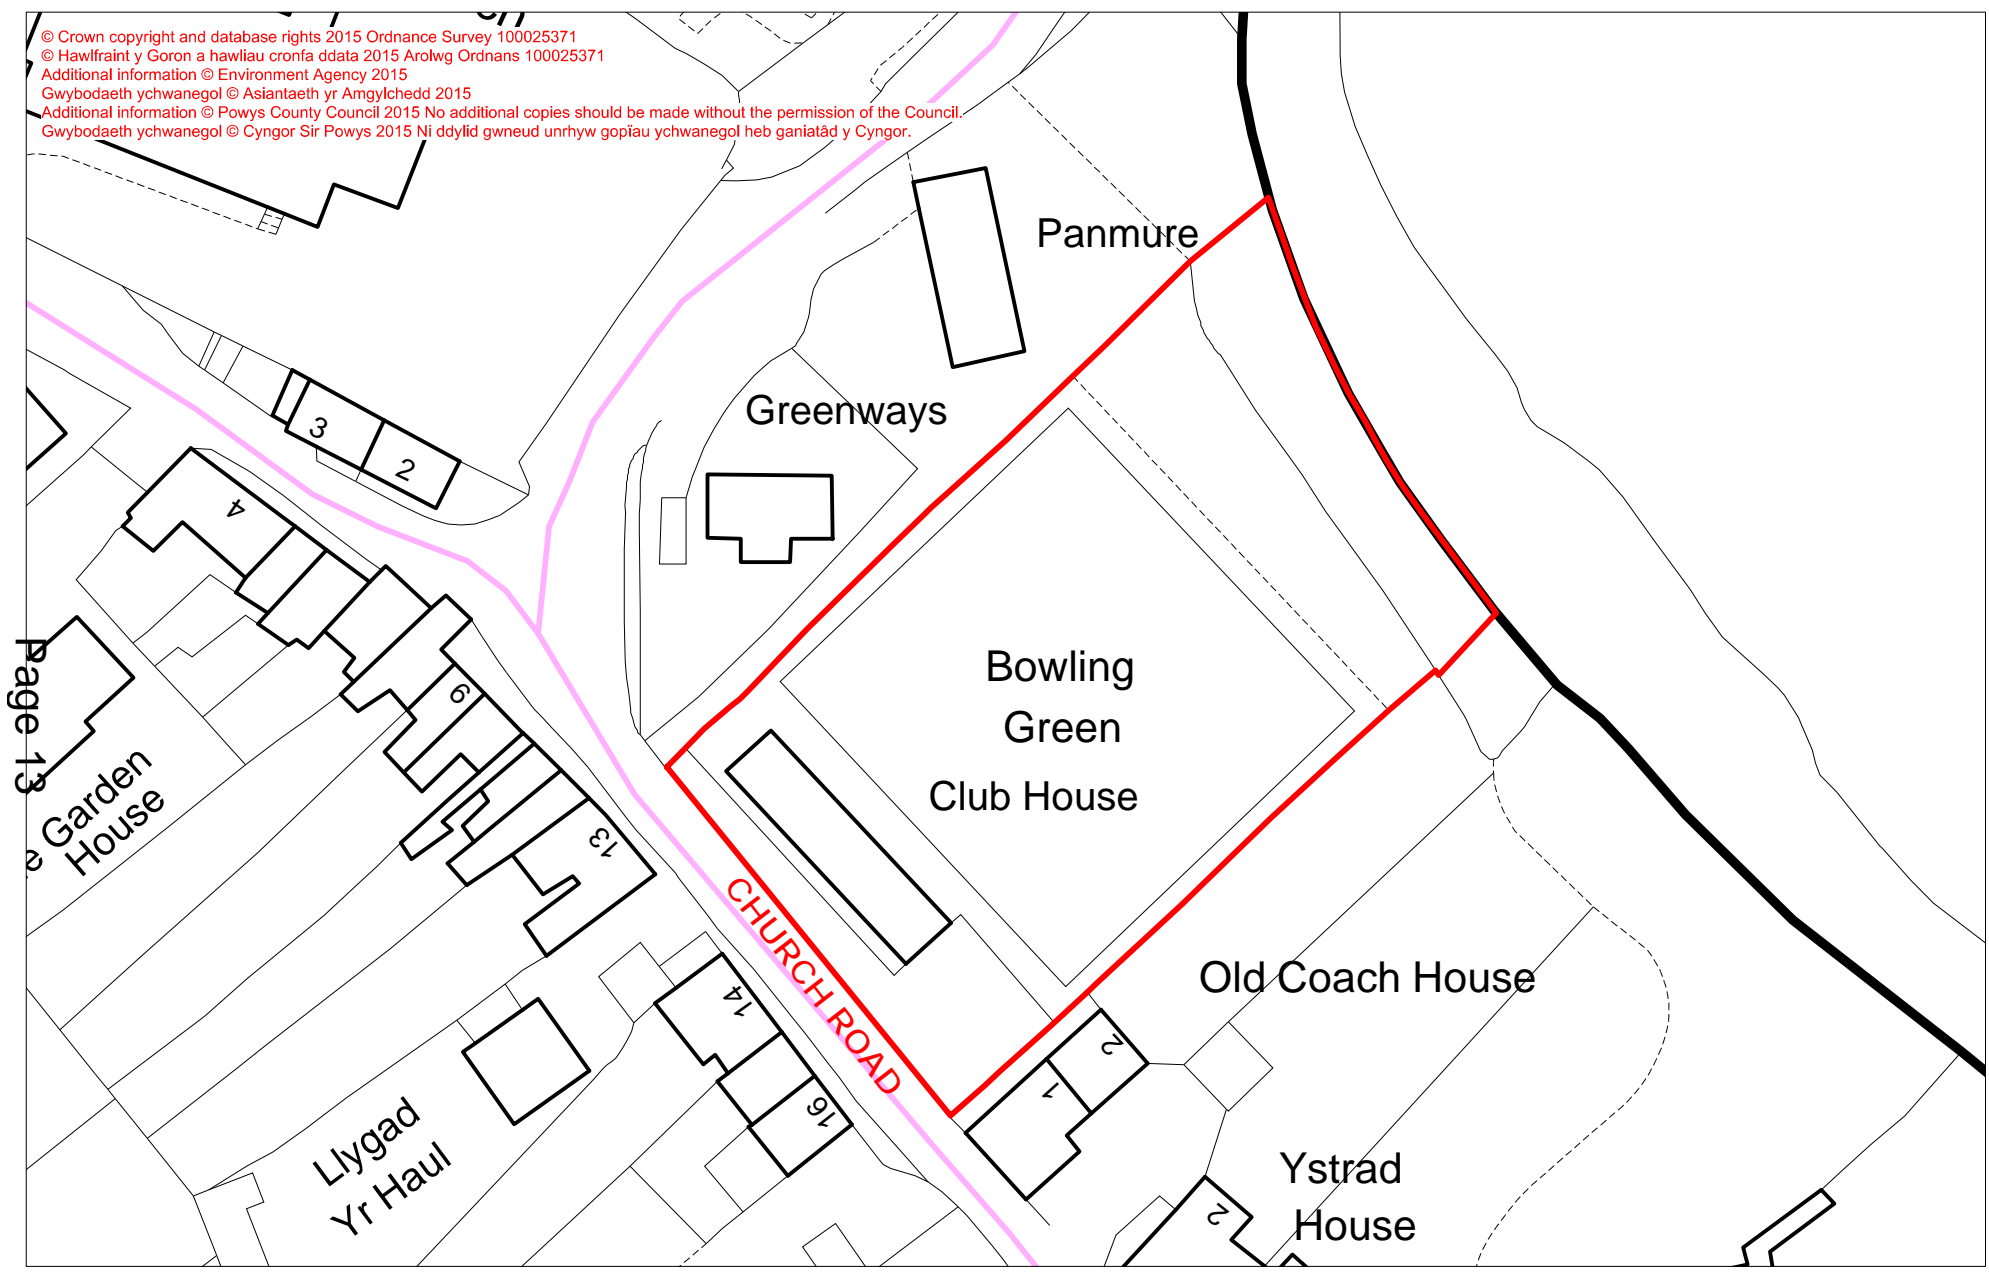 © Crown copyright and database rights 2015 Ordnance Survey 100025371
© Hawlfraint y Goron a hawliau cronfa ddata 2015 Arolwg Ordnans 100025371
Additional information © Environment Agency 2015
Gwybodaeth ychwanegol © Asiantaeth yr Amgylchedd 2015
Additional information © Powys County Council 2015 No additional copies should be made without the permission of the Council.
Gwybodaeth ychwanegol © Cyngor Sir Powys 2015 Ni ddylid gwneud unrhyw gopïau ychwanegol heb ganiatâd y Cyngor.
Panmure
Greenways
3
2
4
Bowling
Green
Club House
9
13
Page 13
Garden
House
e
CHURCH ROAD
Old Coach House
14
16
2
1
Llygad
Yr Haul
Ystrad
House
2